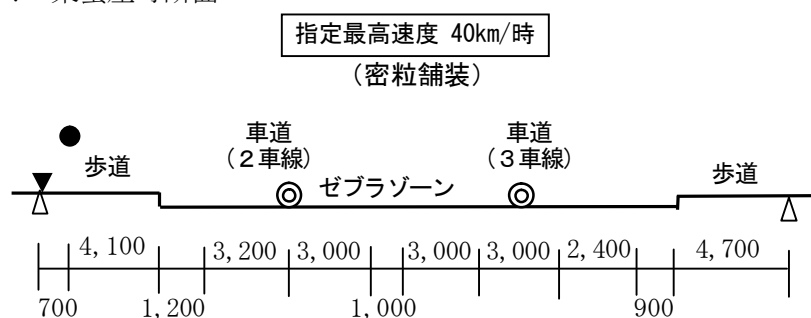 指定最高速度 40km/時
(密粒舗装)
車道
(2車線)
車道
(3車線)
歩道
ゼブラゾーン
歩道
4,100
3,200
3,000
3,000
3,000
2,400
4,700
700
1,200
1,000
900